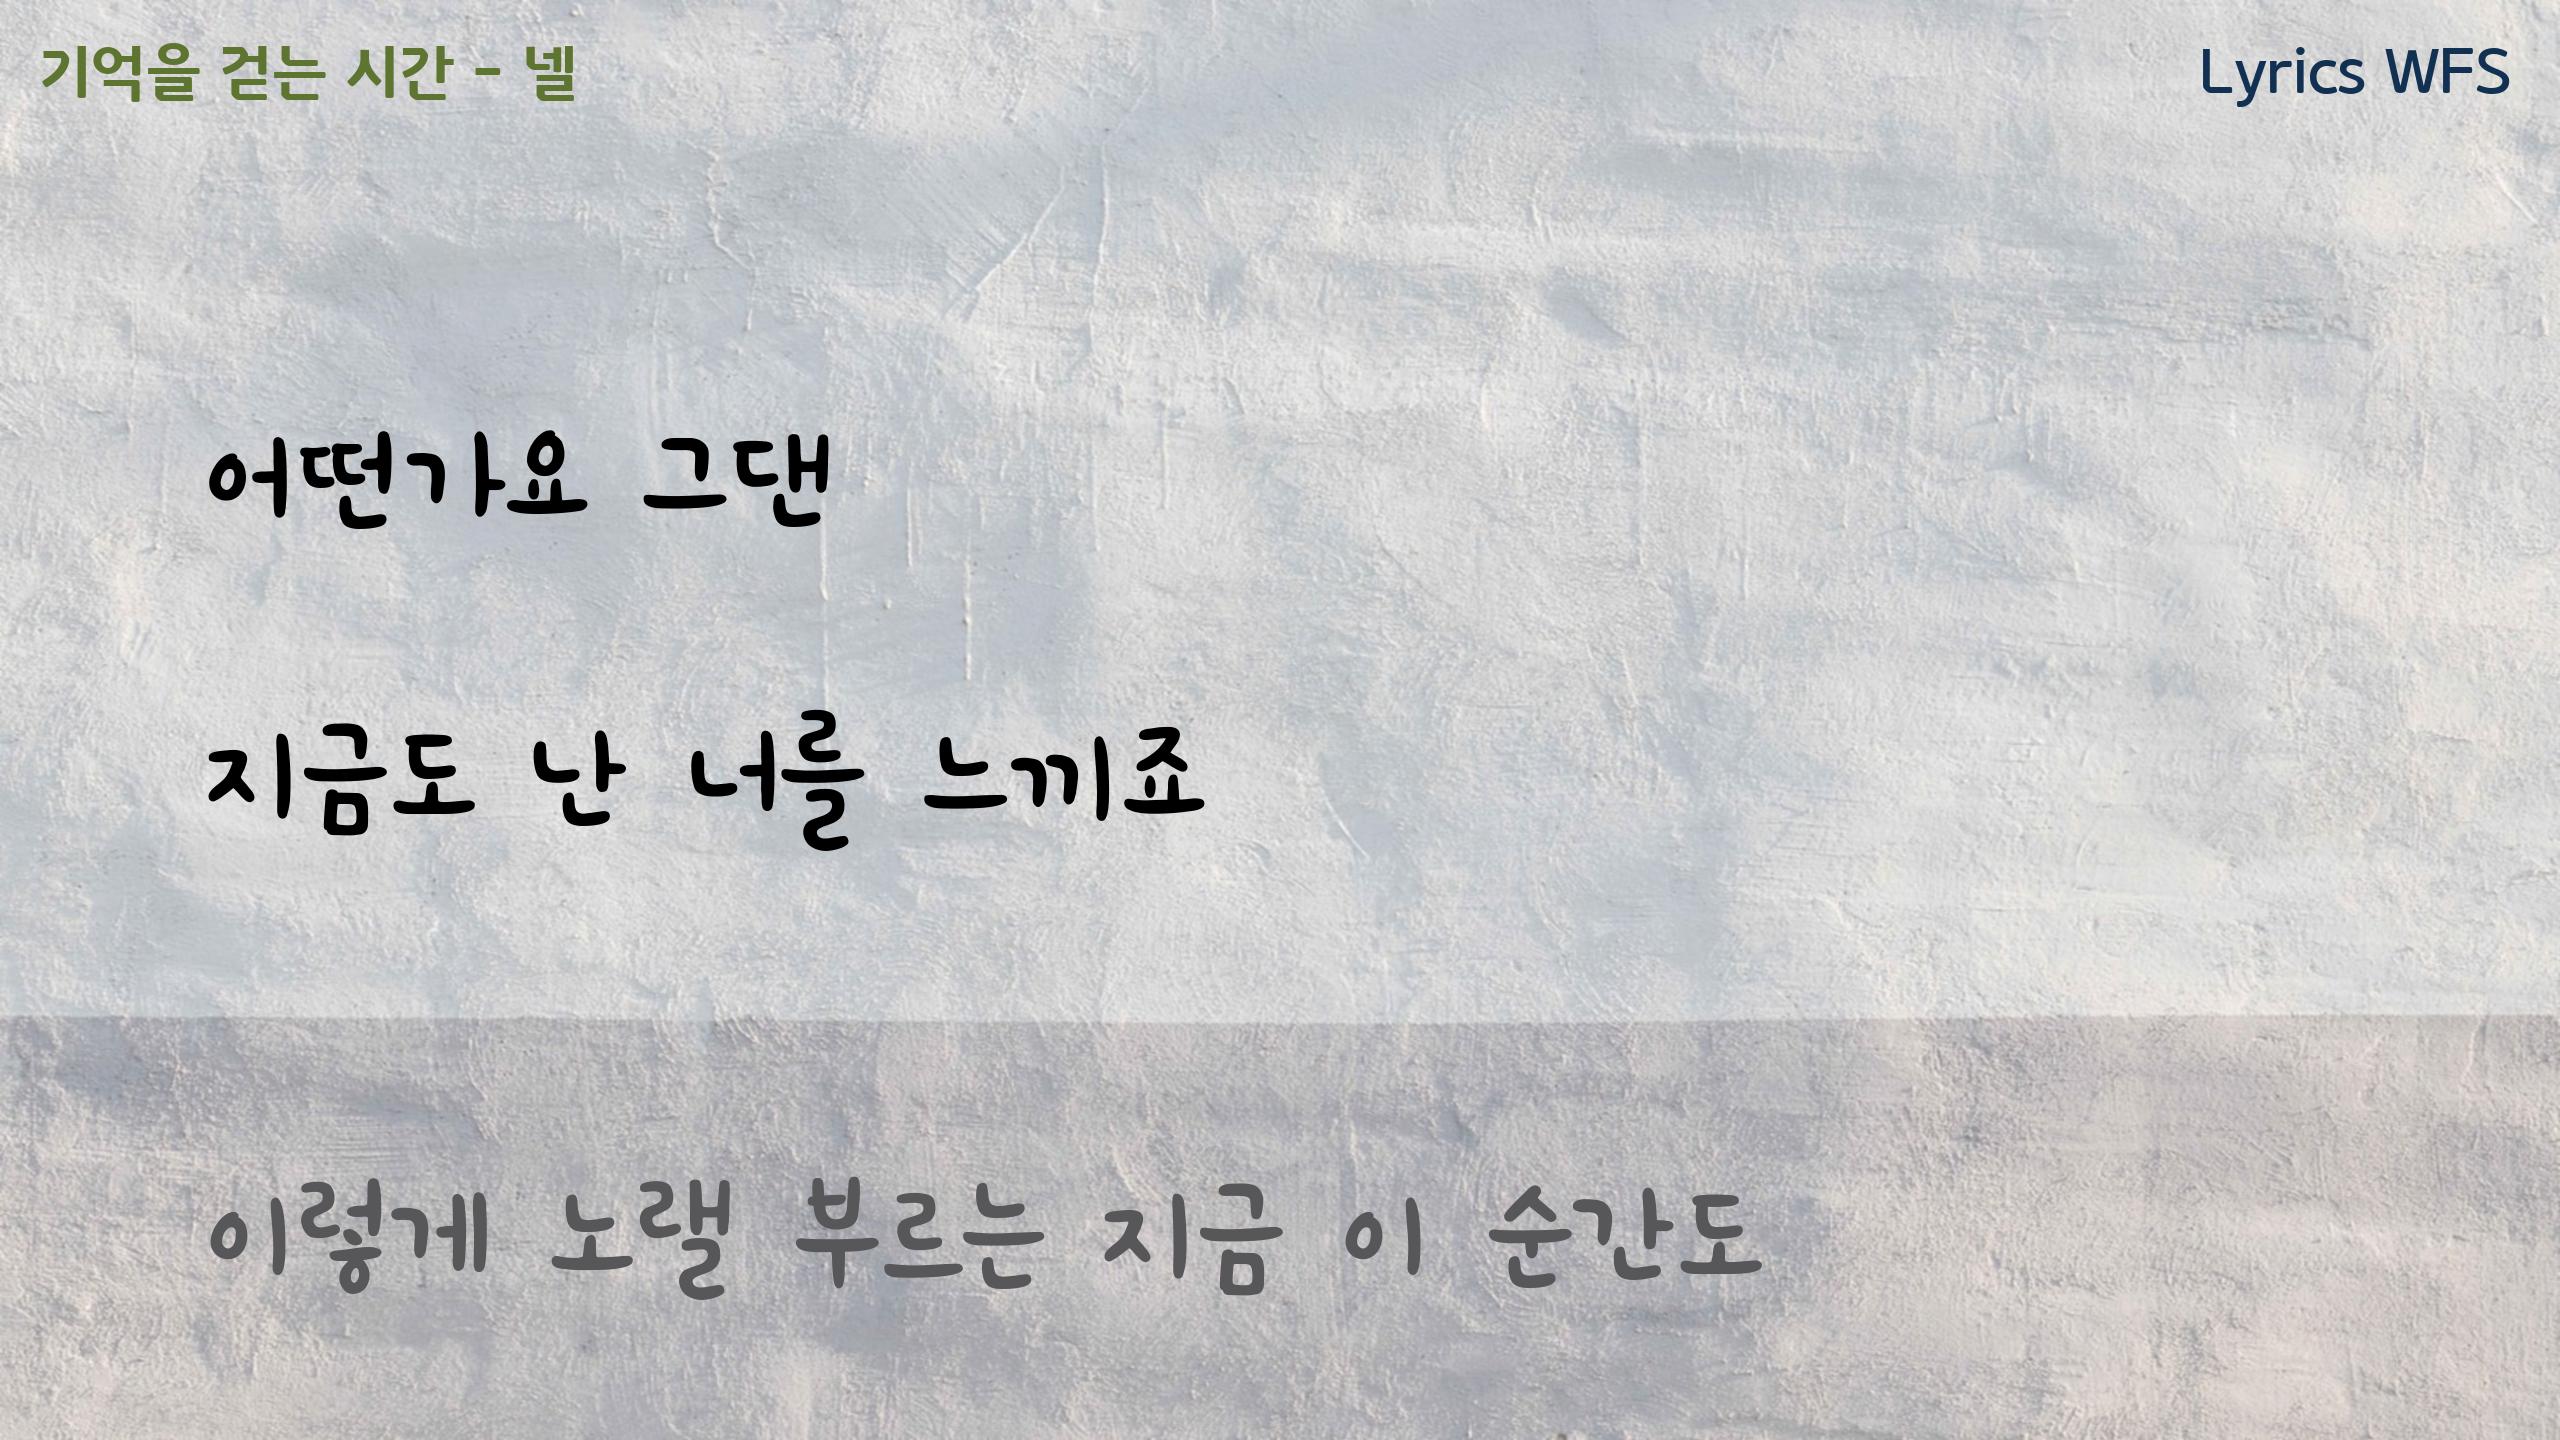 기억을 걷는 시간 - 넬
Lyrics WFS
어떤가요 그댄
지금도 난 너를 느끼죠
이렇게 노랠 부르는 지금 이 순간도